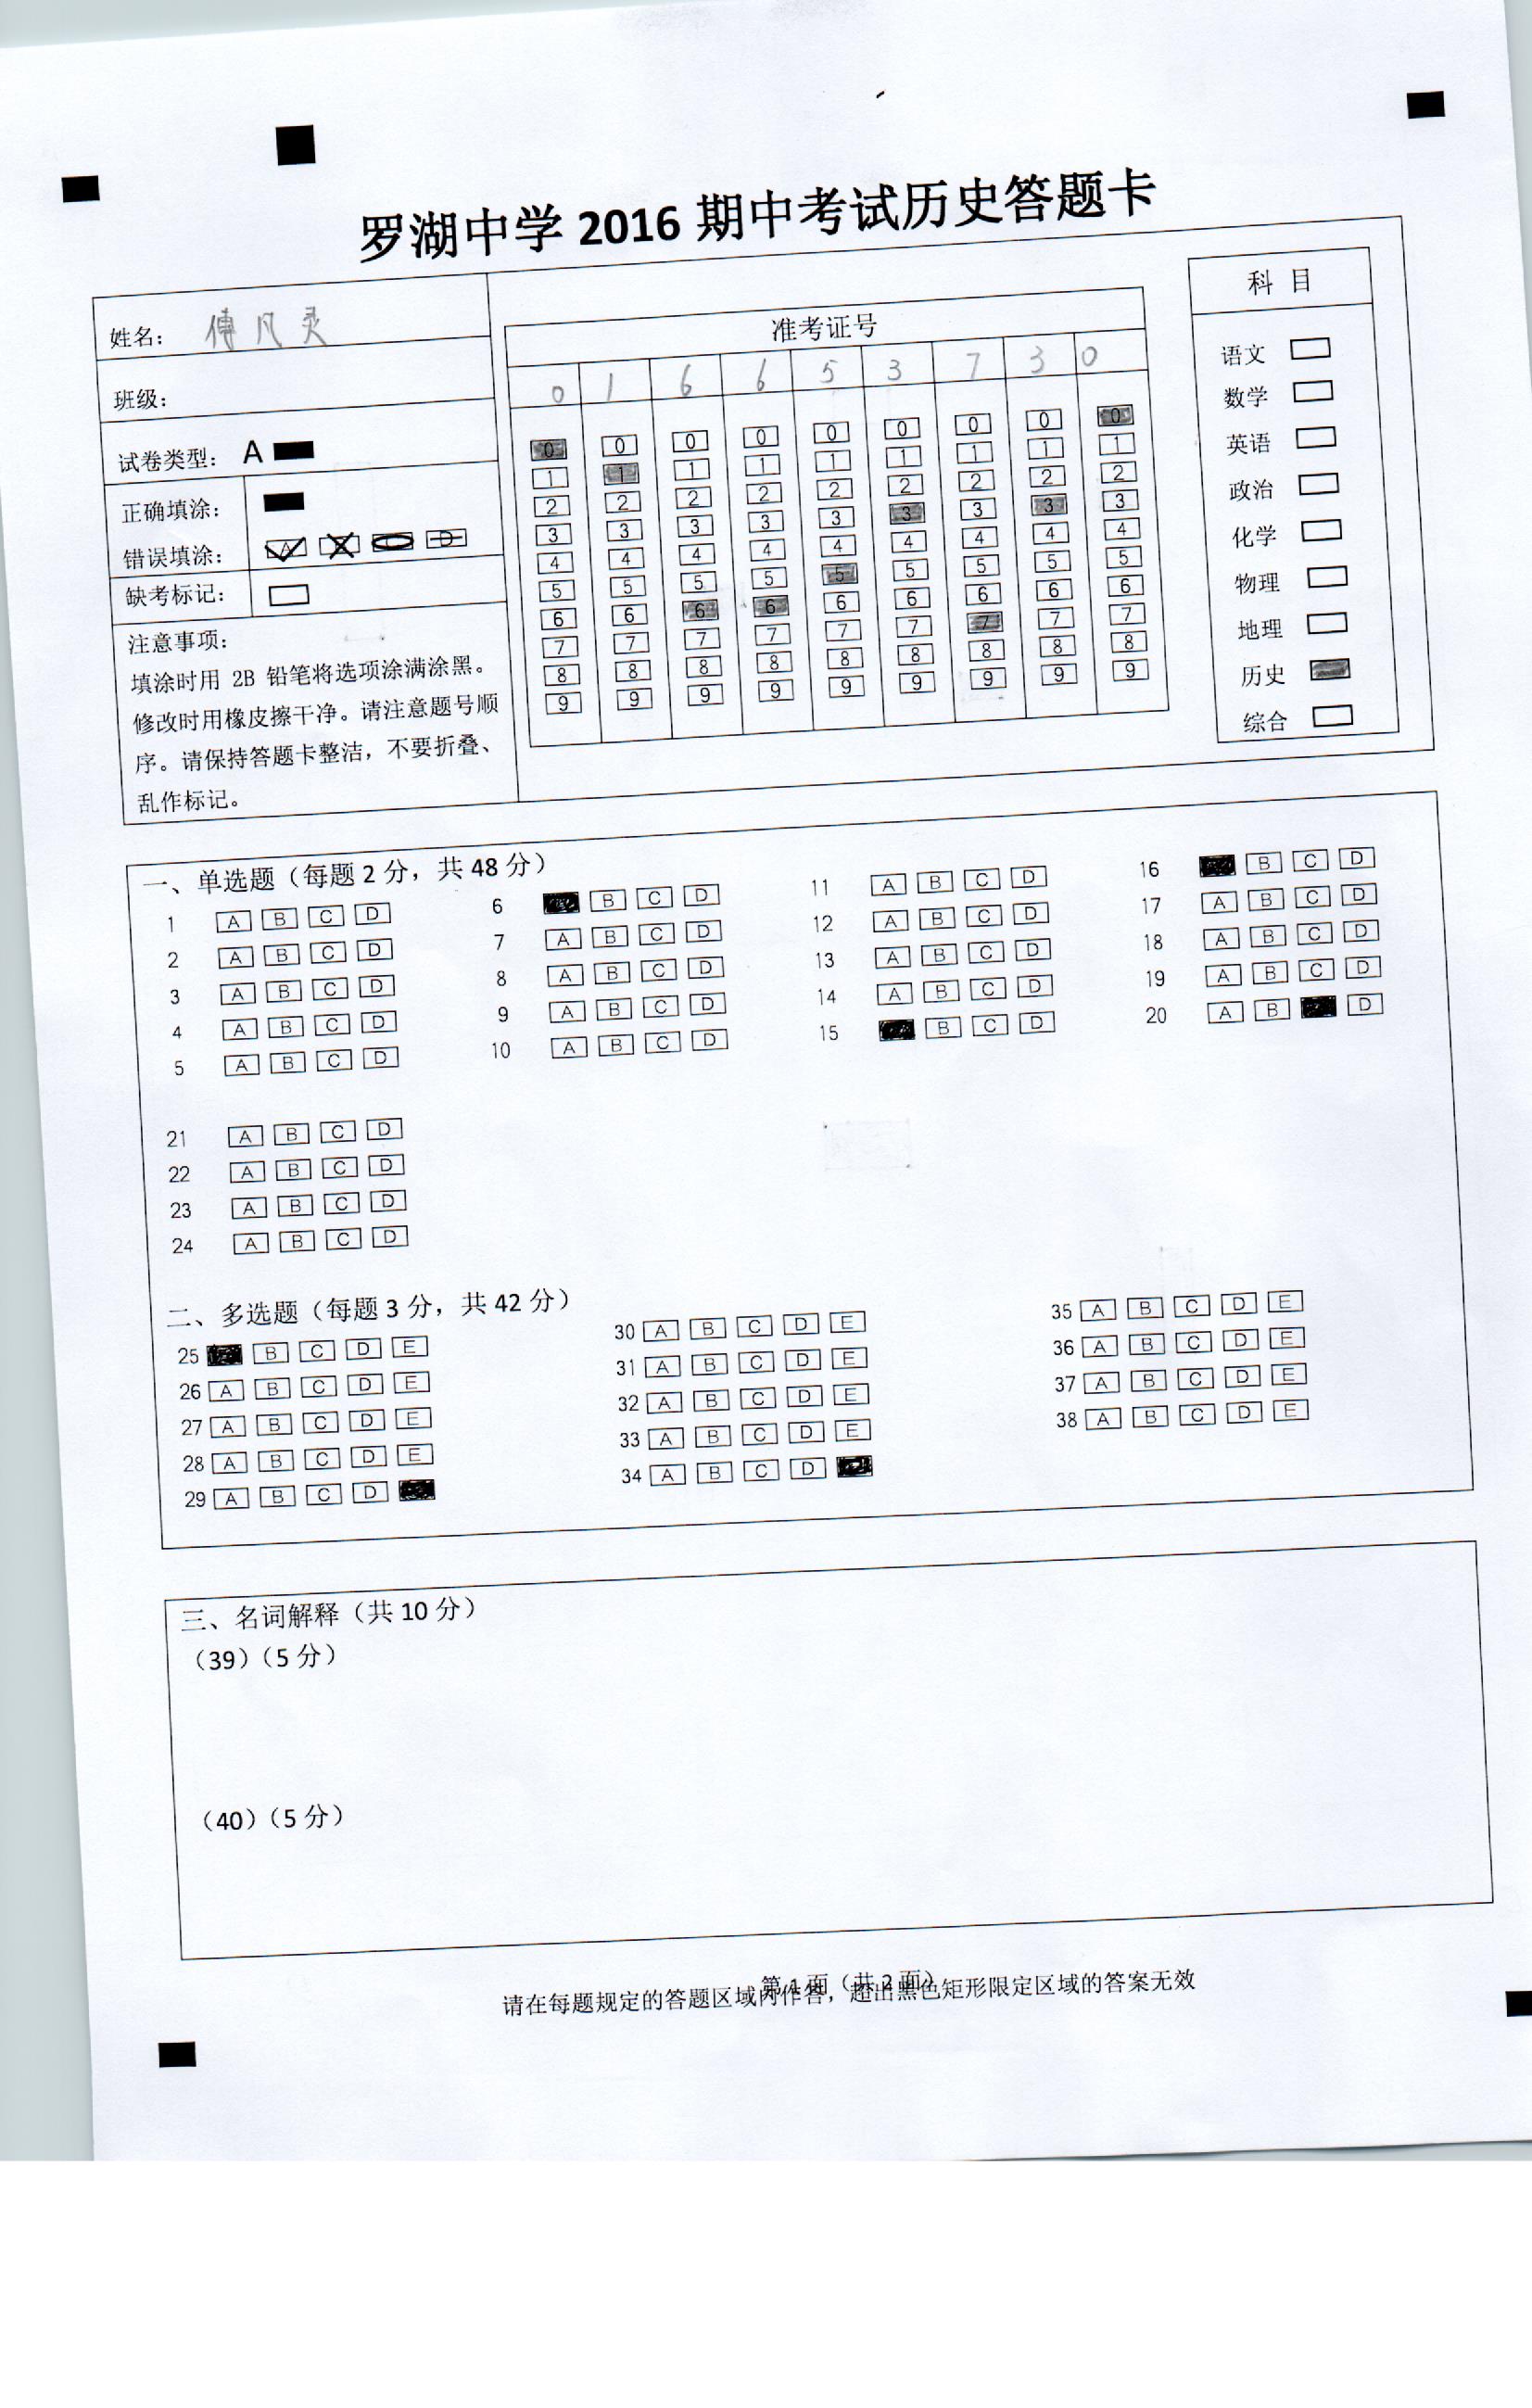 罗湖中学 2016 期中考试历史答题卡
姓名： 傅凡灵
班级：
试卷类型： A
正确填涂：
错误填涂： A D
缺考标记：
注意事项：
填涂时用 2B 铅笔将选项涂满涂黑。
修改时用橡皮擦干净。请注意题号顺
序。请保持答题卡整洁，不要折叠、
乱作标记。
准考证号
0 1 6 6 5 3 7 3 0
0 0 0 0 0 0 0 0 0
1 1 1 1 1 1 1 1 1
2 2 2 2 2 2 2 2 2
3 3 3 3 3 3 3 3 3
4 4 4 4 4 4 4 4 4
5 5 5 5 5 5 5 5 5
6 6 6 6 6 6 6 6 6
7 7 7 7 7 7 7 7 7
8 8 8 8 8 8 8 8 8
9 9 9 9 9 9 9 9 9
科 目
语文
数学
英语
政治
化学
物理
地理
历史
综合
一、单选题（每题 2 分，共 48 分）
1 A B C D
2 A B C D
3 A B C D
4 A B C D
5 A B C D
6 B C D
7 A B C D
8 A B C D
9 A B C D
10 A B C D
11 A B C D
12 A B C D
13 A B C D
14 A B C D
15 B C D
16 B C D
17 A B C D
18 A B C D
19 A B C D
20 A B D
21 A B C D
22 A B C D
23 A B C D
24 A B C D
二、多选题（每题 3 分，共 42 分）
25 B C D E
26 A B C D E
27 A B C D E
28 A B C D E
29 A B C D
30 A B C D E
31 A B C D E
32 A B C D E
33 A B C D E
34 A B C D
35 A B C D E
36 A B C D E
37 A B C D E
38 A B C D E
三、名词解释（共 10 分）
（39）（5 分）
（40）（5 分）
第 1 面（共 2 面）
请在每题规定的答题区域内作答，超出黑色矩形限定区域的答案无效